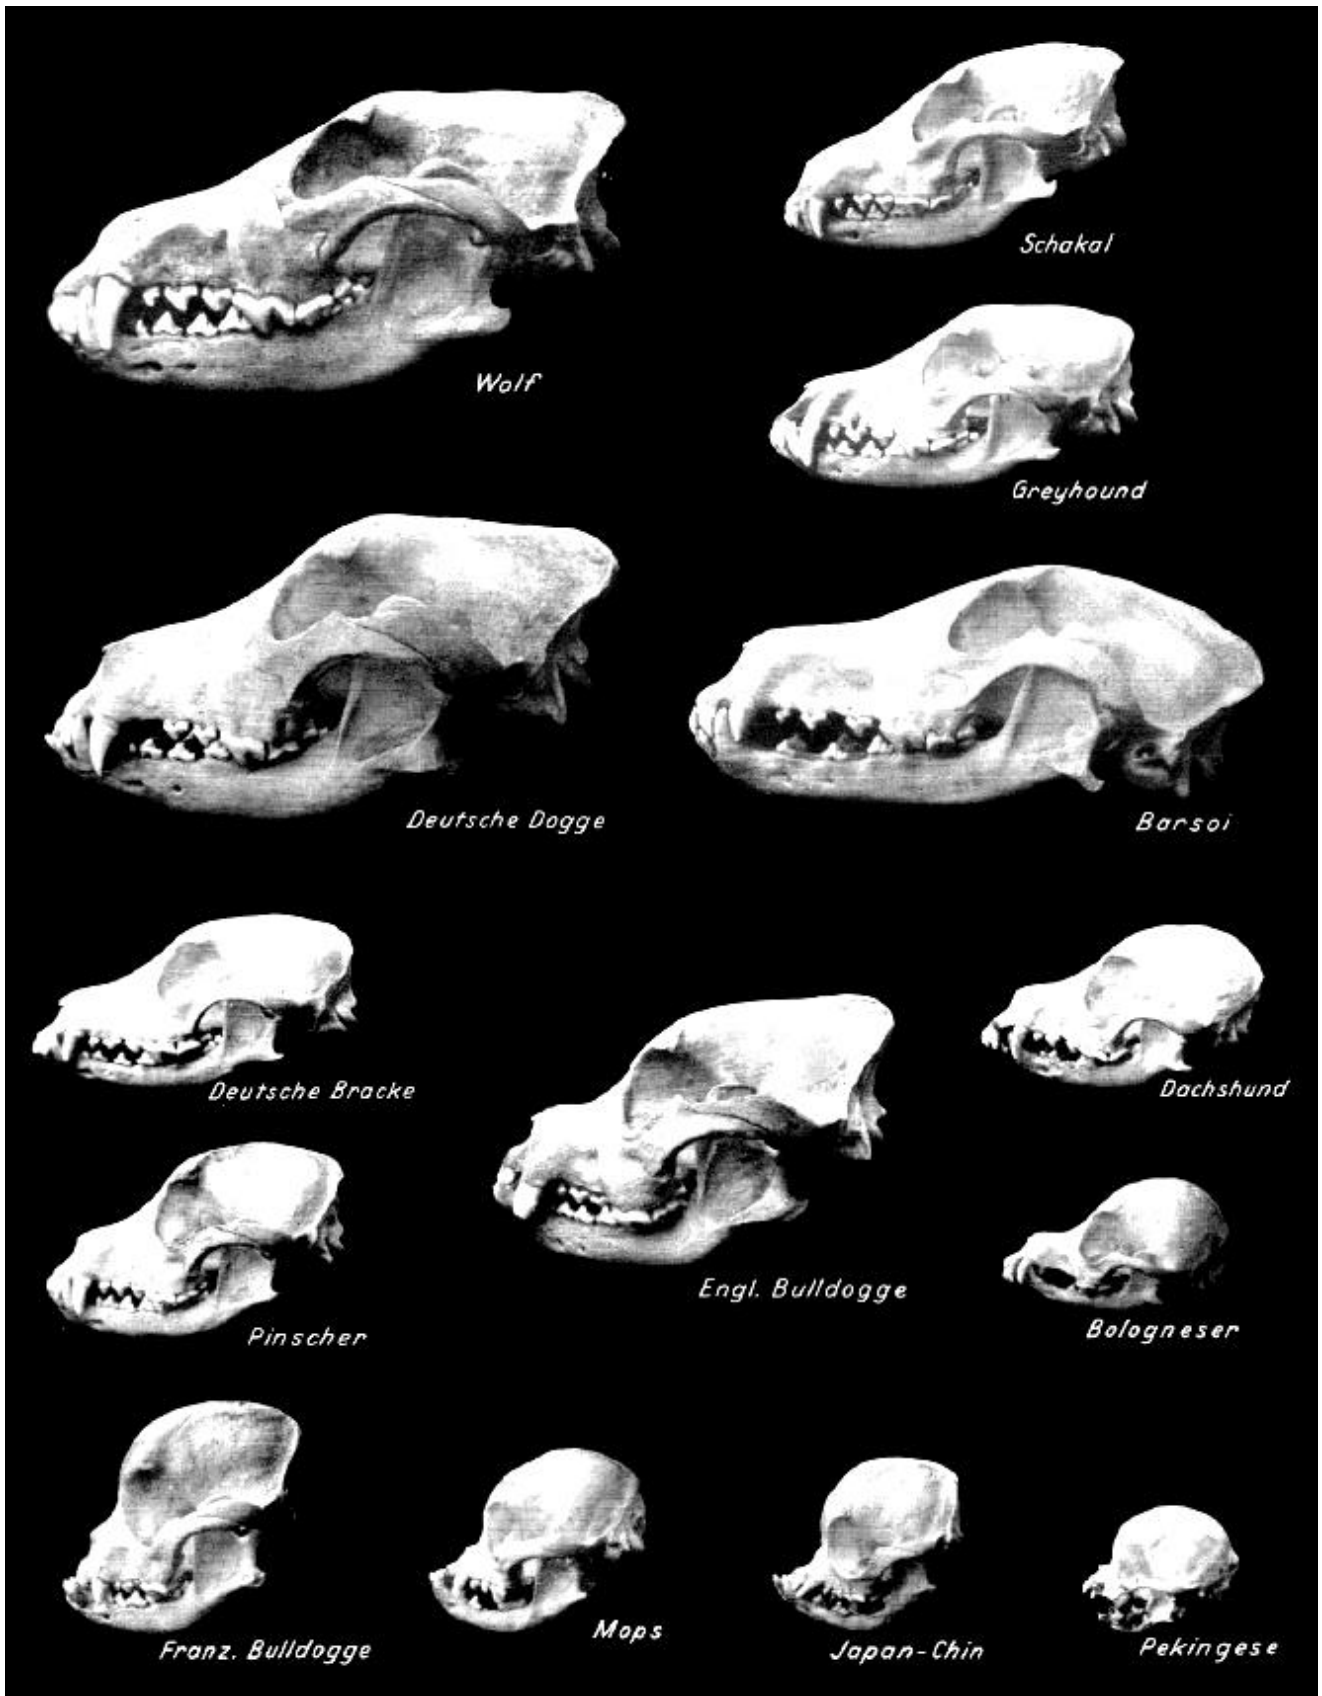 Schakal
Wolf
Greyhound
Deutsche Dogge
Barsoi
Deutsche Bracke
Dachshund
Engl. Bulldogge
Pinscher
Bologneser
Franz. Bulldogge
Mops
Japan-Chin
Pekingese